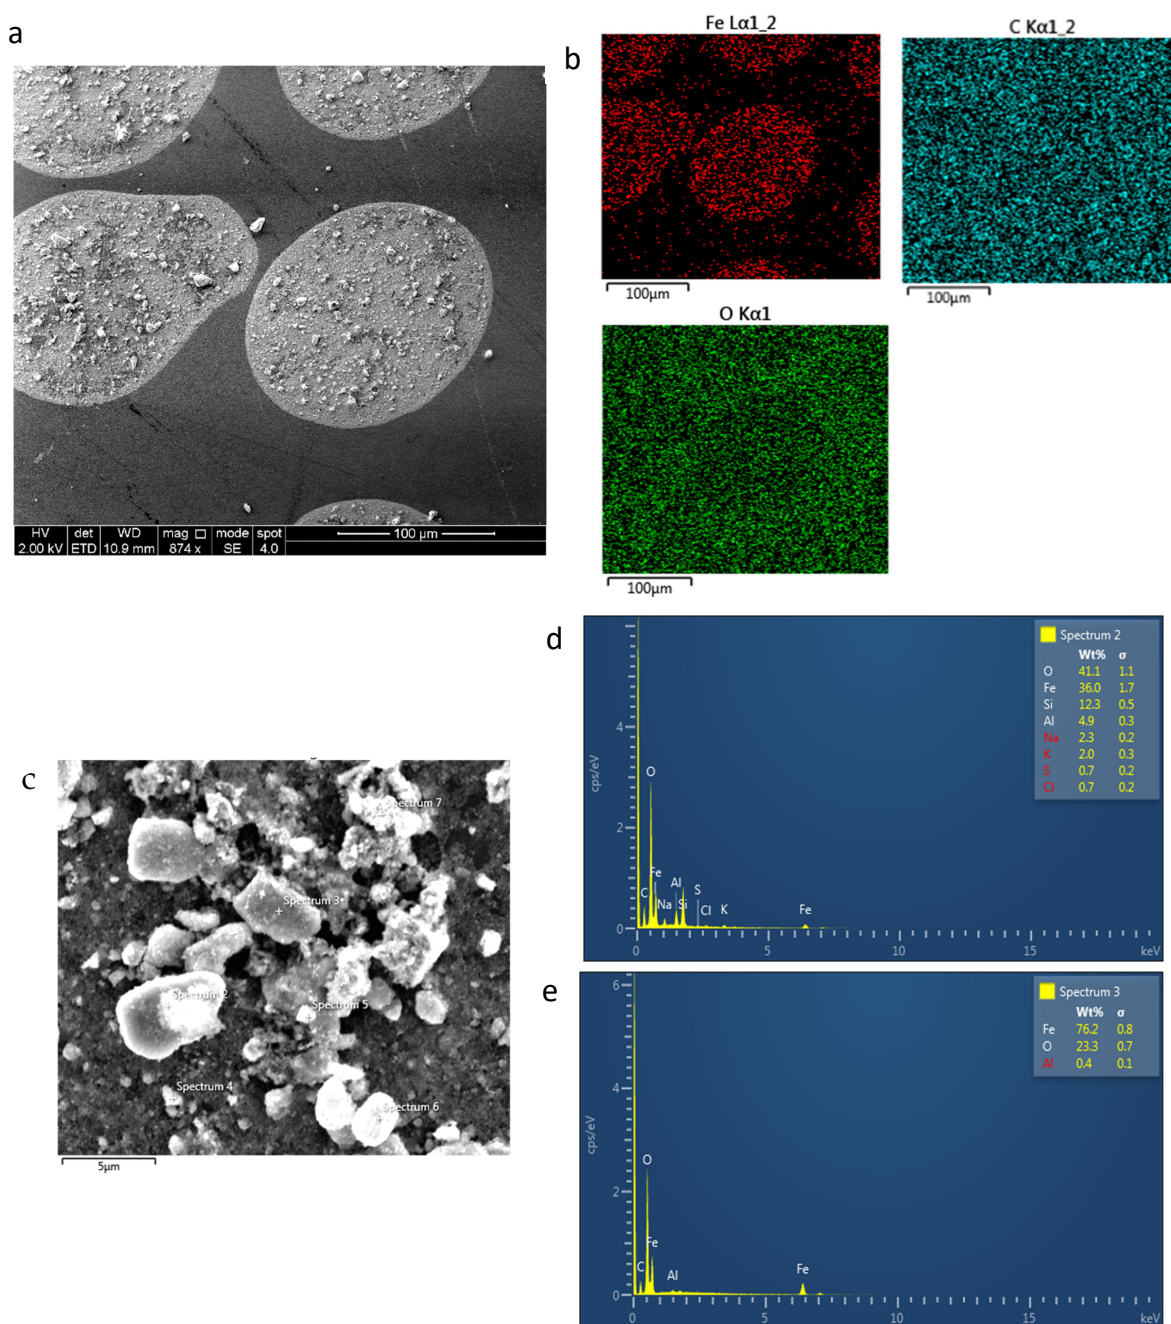 a
HV det WD mag □ mode spot
2.00 kV ETD 10.9 mm 874 x SE 4.0
100 µm
b
Fe Lα1_2
100µm
C Kα1_2
100µm
O Kα1
100µm
c
Spectrum 7
Spectrum 3
Spectrum 2
Spectrum 5
Spectrum 4
Spectrum 6
5µm
d
Spectrum 2
Wt% σ
O 41.1 1.1
Fe 36.0 1.7
Si 12.3 0.5
Al 4.9 0.3
Na 2.3 0.2
K 2.0 0.3
S 0.7 0.2
Cl 0.7 0.2
cps/eV
4
2
0
O
Fe
C
Na
Al
Si
S
Cl
K
Fe
0 5 10 15 keV
e
Spectrum 3
Wt% σ
Fe 76.2 0.8
O 23.3 0.7
Al 0.4 0.1
cps/eV
6
4
2
0
O
Fe
C
Al
Fe
0 5 10 15 keV